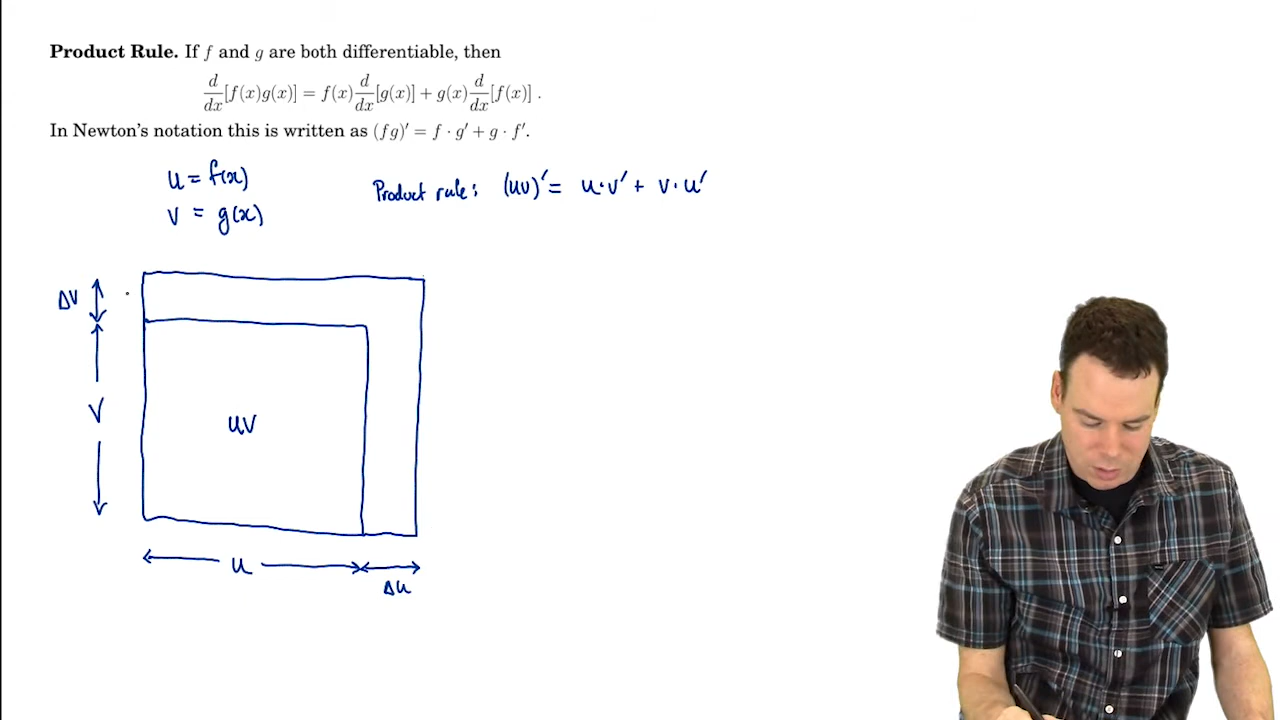 Product Rule. If f and g are both differentiable, then
d/dx[f(x)g(x)] = f(x) d/dx[g(x)] + g(x) d/dx[f(x)] .
In Newton's notation this is written as (fg)′ = f · g′ + g · f′.
u = f(x)
Product rule: (uv)′ = u·v′ + v·u′
v = g(x)
Δv
v
uv
u
Δu